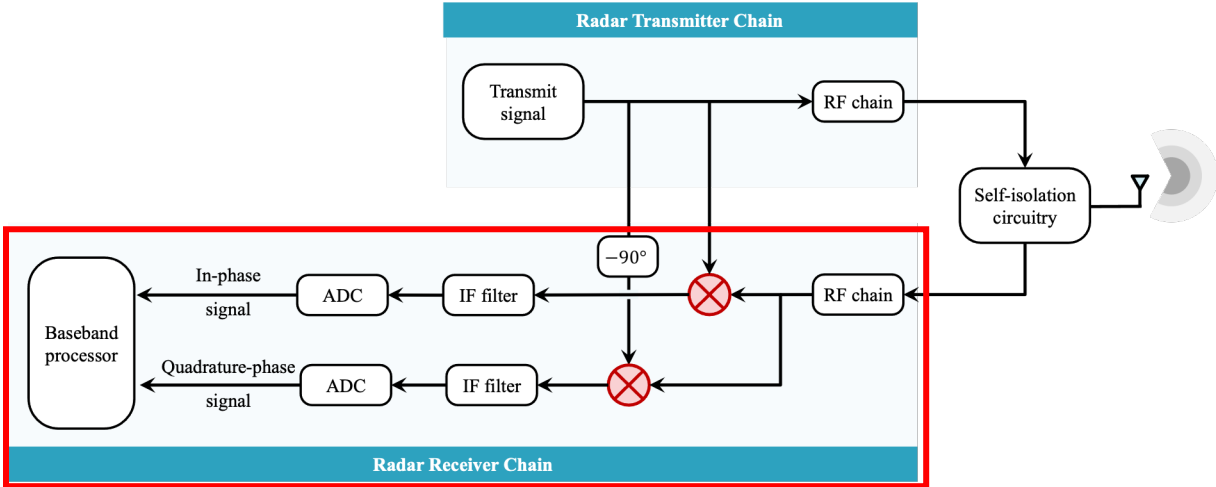 Radar Transmitter Chain
Transmit
signal
RF chain
Self-isolation
circuitry
−90°
In-phase
signal
ADC
IF filter
RF chain
Baseband
processor
Quadrature-phase
signal
ADC
IF filter
Radar Receiver Chain